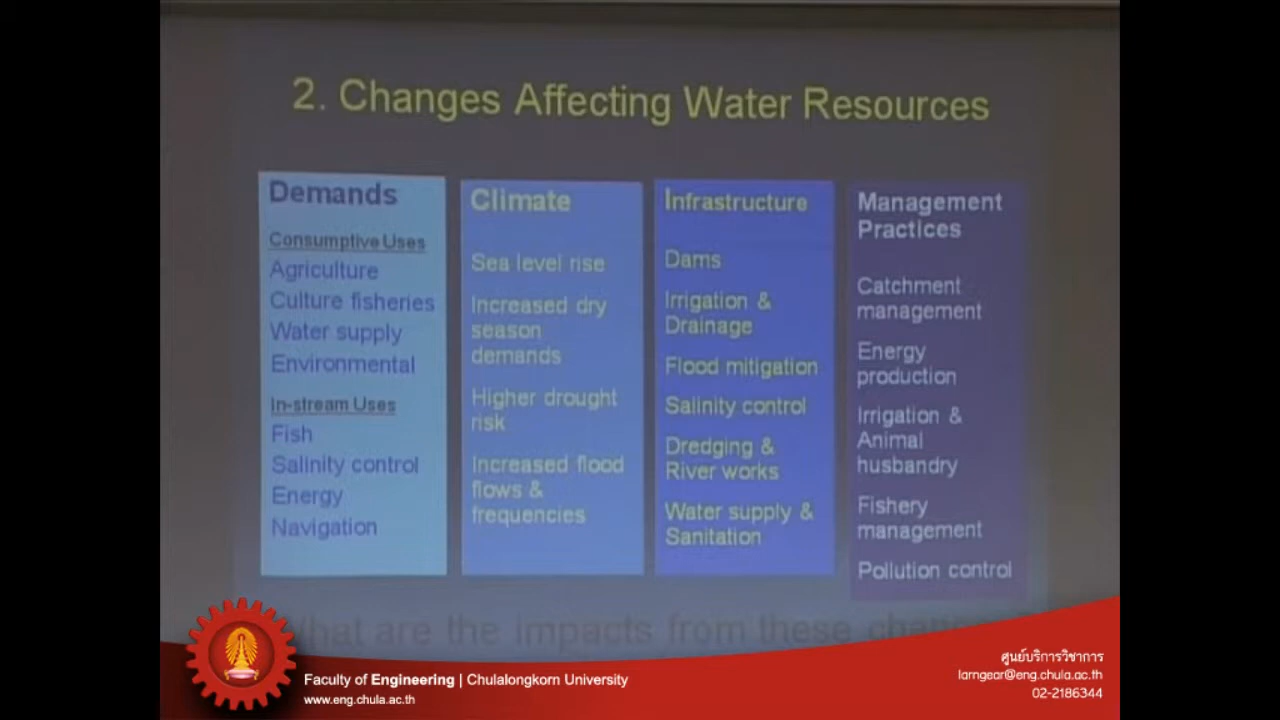 2. Changes Affecting Water Resources
Demands
Consumptive Uses
Agriculture
Culture fisheries
Water supply
Environmental
In-stream Uses
Fish
Salinity control
Energy
Navigation
Climate
Sea level rise
Increased dry
season
demands
Higher drought
risk
Increased flood
flows &
frequencies
Infrastructure
Dams
Irrigation &
Drainage
Flood mitigation
Salinity control
Dredging &
River works
Water supply &
Sanitation
Management
Practices
Catchment
management
Energy
production
Irrigation &
Animal
husbandry
Fishery
management
Pollution control
are the impacts from these
Faculty of Engineering | Chulalongkorn University
www.eng.chula.ac.th
ศูนย์บริการวิชาการ
larngear@eng.chula.ac.th
02-2186344